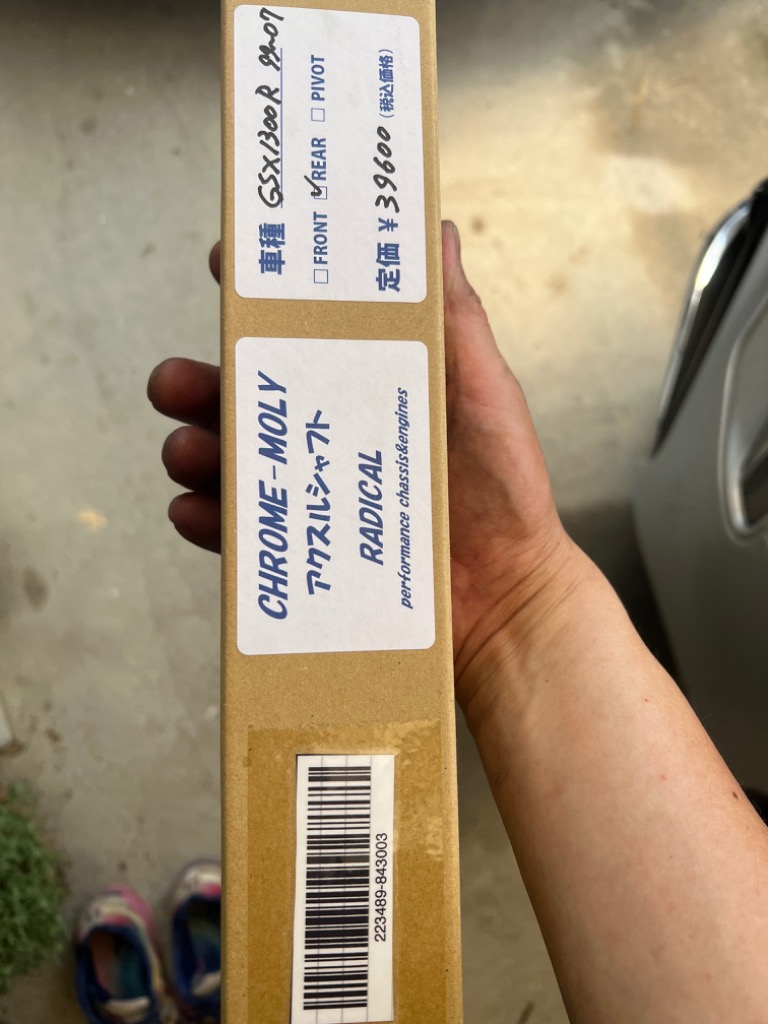 車種 GSX1300R 99~07
□ FRONT ☑ REAR □ PIVOT
定価 ¥ 39600 (税込価格)
CHROME-MOLY
アクスルシャフト
RADICAL
performance chassis&engines
223489-843003